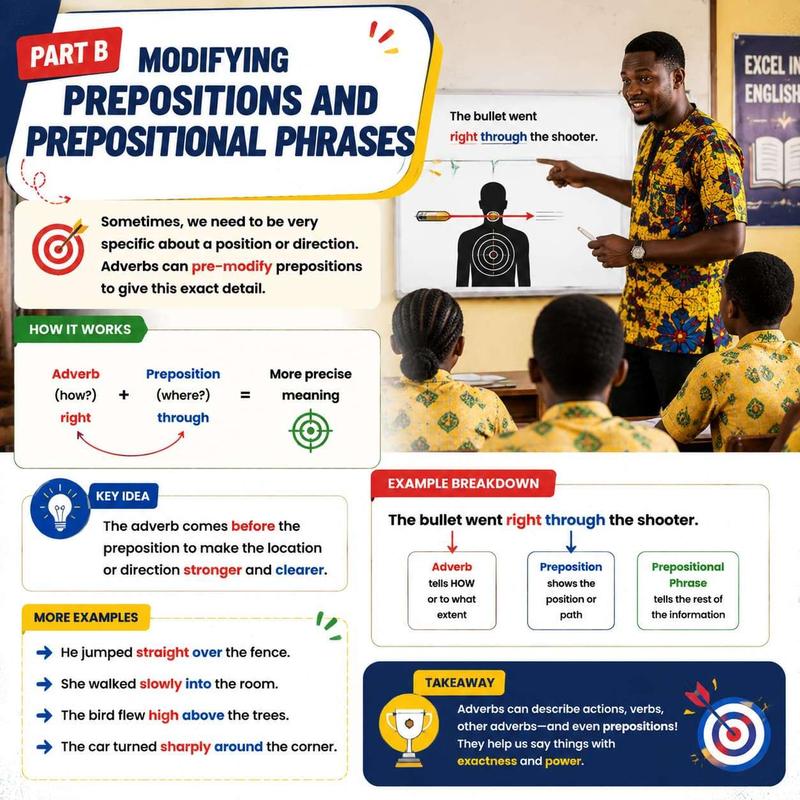 PART B
MODIFYING
PREPOSITIONS AND
PREPOSITIONAL PHRASES
Sometimes, we need to be very
specific about a position or direction.
Adverbs can pre-modify prepositions
to give this exact detail.
The bullet went
right through the shooter.
EXCEL IN
ENGLISH
HOW IT WORKS
Adverb
(how?)
right
+
Preposition
(where?)
through
=
More precise
meaning
KEY IDEA
The adverb comes before the
preposition to make the location
or direction stronger and clearer.
MORE EXAMPLES
He jumped straight over the fence.
She walked slowly into the room.
The bird flew high above the trees.
The car turned sharply around the corner.
EXAMPLE BREAKDOWN
The bullet went right through the shooter.
Adverb
tells HOW
or to what
extent
Preposition
shows the
position or
path
Prepositional
Phrase
tells the rest of
the information
TAKEAWAY
Adverbs can describe actions, verbs,
other adverbs—and even prepositions!
They help us say things with
exactness and power.